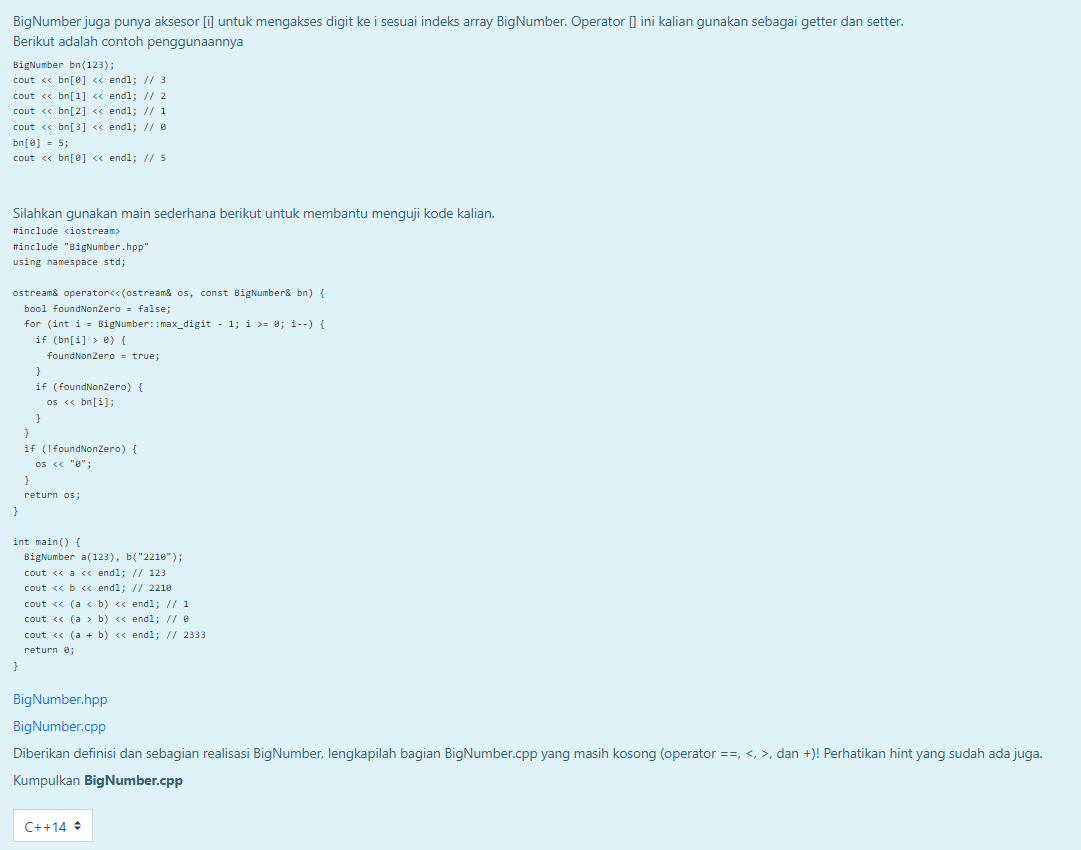 BigNumber juga punya aksesor [i] untuk mengakses digit ke i sesuai indeks array BigNumber. Operator [] ini kalian gunakan sebagai getter dan setter.
Berikut adalah contoh penggunaannya
BigNumber bn(123);
cout << bn[0] << endl; // 3
cout << bn[1] << endl; // 2
cout << bn[2] << endl; // 1
cout << bn[3] << endl; // 0
bn[0] = 5;
cout << bn[0] << endl; // 5
Silahkan gunakan main sederhana berikut untuk membantu menguji kode kalian.
#include <iostream>
#include "BigNumber.hpp"
using namespace std;
ostream& operator<<(ostream& os, const BigNumber& bn) {
  bool foundNonZero = false;
  for (int i = BigNumber::max_digit - 1; i >= 0; i--) {
    if (bn[i] > 0) {
      foundNonZero = true;
    }
    if (foundNonZero) {
      os << bn[i];
    }
  }
  if (!foundNonZero) {
    os << "0";
  }
  return os;
}
int main() {
  BigNumber a(123), b("2210");
  cout << a << endl; // 123
  cout << b << endl; // 2210
  cout << (a < b) << endl; // 1
  cout << (a > b) << endl; // 0
  cout << (a + b) << endl; // 2333
  return 0;
}
BigNumber.hpp
BigNumber.cpp
Diberikan definisi dan sebagian realisasi BigNumber, lengkapilah bagian BigNumber.cpp yang masih kosong (operator ==, <, >, dan +)! Perhatikan hint yang sudah ada juga.
Kumpulkan BigNumber.cpp
C++14